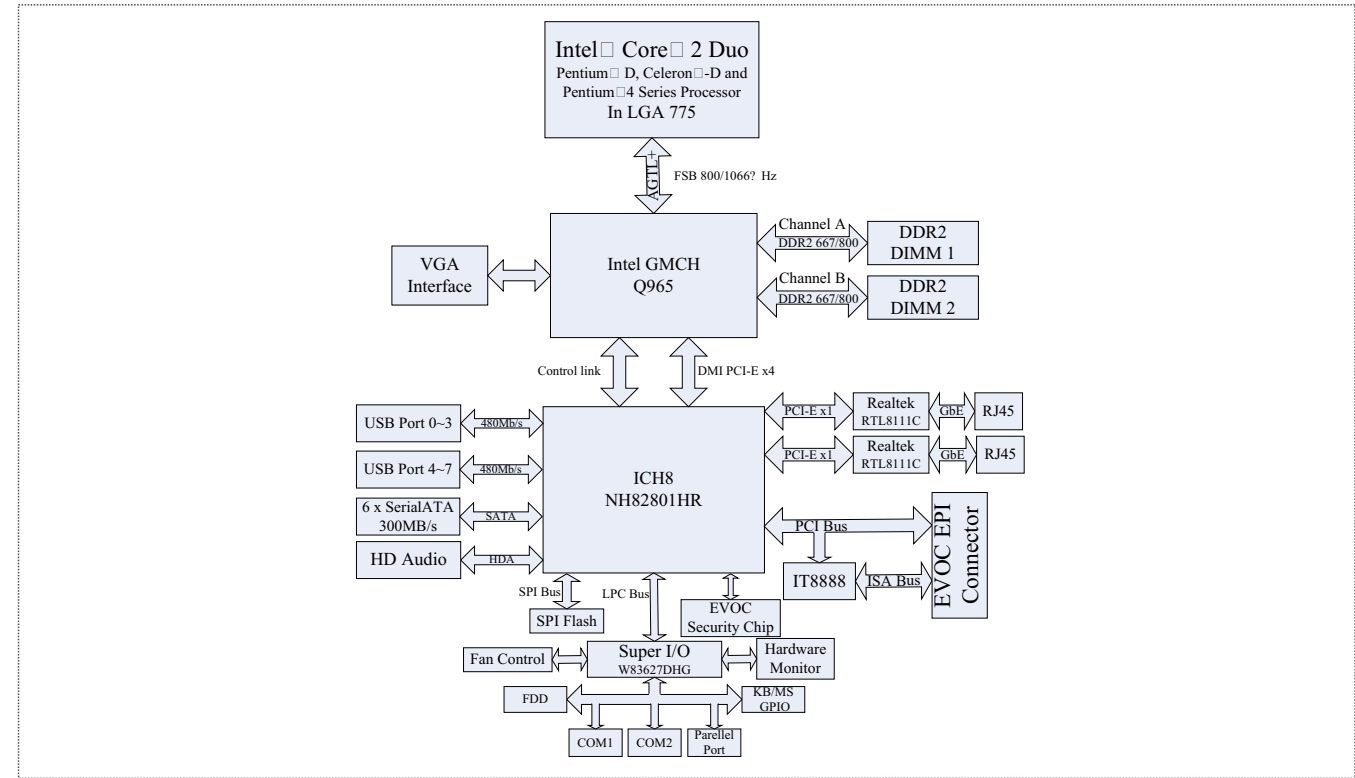 Intel□ Core□ 2 Duo
Pentium□ D, Celeron□-D and
Pentium□4 Series Processor
In LGA 775
AGTL+
FSB 800/1066? Hz
VGA
Interface
Intel GMCH
Q965
Channel A
DDR2 667/800
DDR2
DIMM 1
Channel B
DDR2 667/800
DDR2
DIMM 2
Control link
DMI PCI-E x4
USB Port 0~3
480Mb/s
USB Port 4~7
480Mb/s
6 x SerialATA
300MB/s
SATA
HD Audio
HDA
ICH8
NH82801HR
PCI-E x1
Realtek
RTL8111C
GbE
RJ45
PCI-E x1
Realtek
RTL8111C
GbE
RJ45
PCI Bus
IT8888
ISA Bus
EVOC EPI
Connector
SPI Bus
SPI Flash
LPC Bus
EVOC
Security Chip
Fan Control
Super I/O
W83627DHG
Hardware
Monitor
FDD
KB/MS
GPIO
COM1
COM2
Parellel
Port